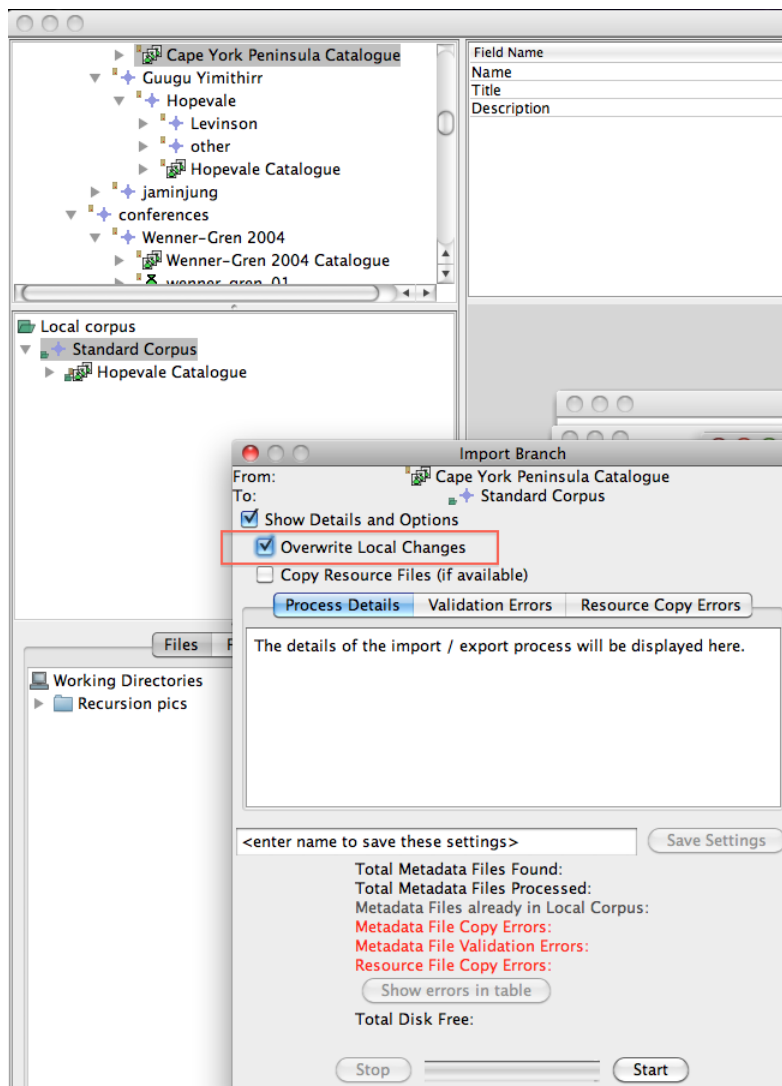 Cape York Peninsula Catalogue
Guugu Yimithirr
Hopevale
Levinson
other
Hopevale Catalogue
jaminjung
conferences
Wenner-Gren 2004
Wenner-Gren 2004 Catalogue
wenner_gren_01
Field Name
Name
Title
Description
Local corpus
Standard Corpus
Hopevale Catalogue
Files F
Working Directories
Recursion pics
Import Branch
From: Cape York Peninsula Catalogue
To: Standard Corpus
Show Details and Options
Overwrite Local Changes
Copy Resource Files (if available)
Process Details Validation Errors Resource Copy Errors
The details of the import / export process will be displayed here.
<enter name to save these settings> Save Settings
Total Metadata Files Found:
Total Metadata Files Processed:
Metadata Files already in Local Corpus:
Metadata File Copy Errors:
Metadata File Validation Errors:
Resource File Copy Errors:
Show errors in table
Total Disk Free:
Stop Start